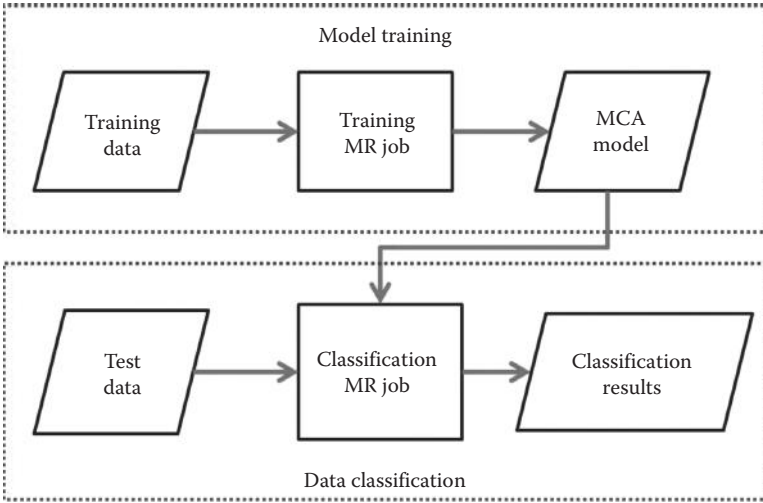 Model training
Training
data
Training
MR job
MCA
model
Test
data
Classification
MR job
Classification
results
Data classification